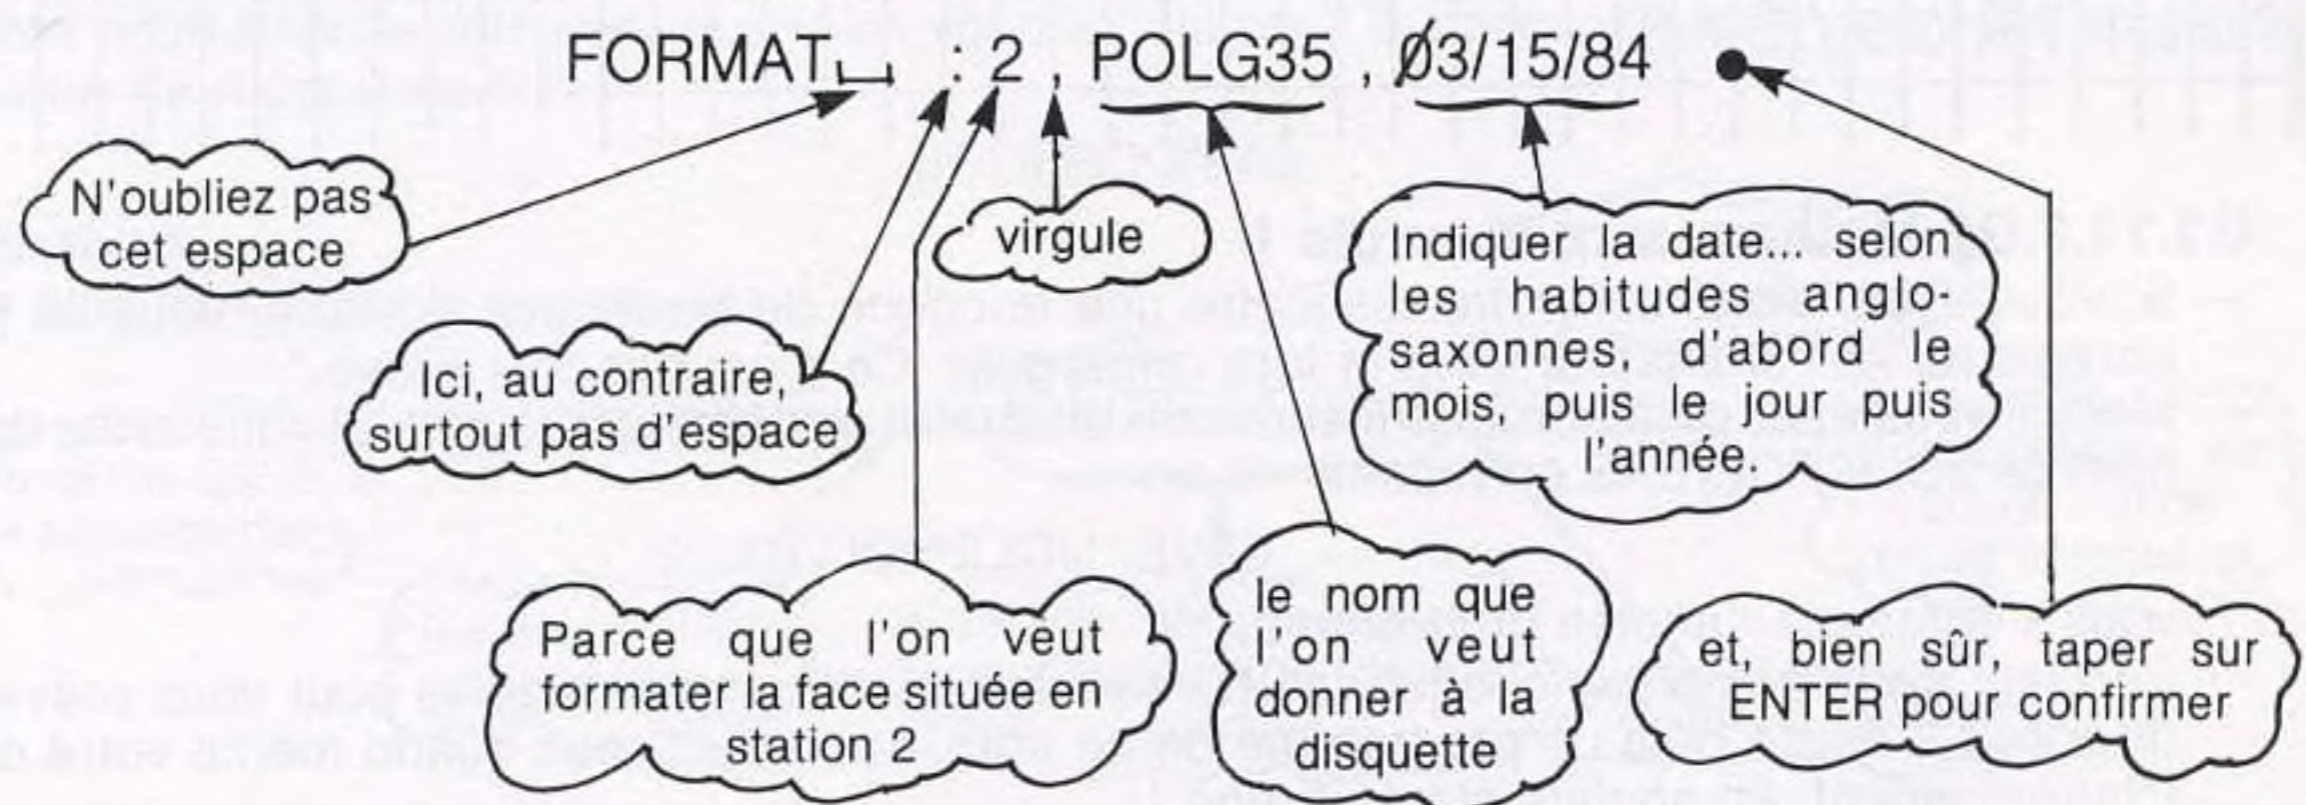 FORMAT␣ :2, POLG35, Ø3/15/84 ●
N'oubliez pas
cet espace
virgule
Indiquer la date... selon
les habitudes anglo-
saxonnes, d'abord le
mois, puis le jour puis
l'année.
Ici, au contraire,
surtout pas d'espace
Parce que l'on veut
formater la face située en
station 2
le nom que
l'on veut
donner à la
disquette
et, bien sûr, taper sur
ENTER pour confirmer